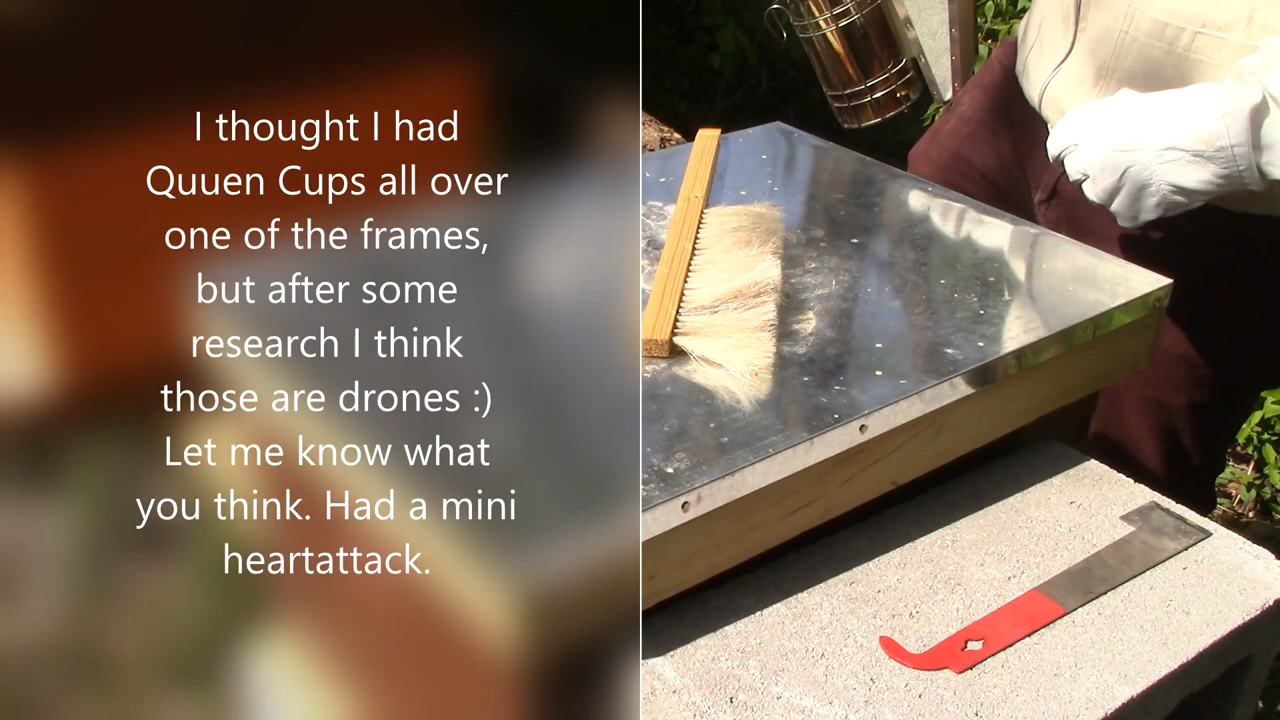 I thought I had
Quuen Cups all over
one of the frames,
but after some
research I think
those are drones :)
Let me know what
you think. Had a mini
heartattack.